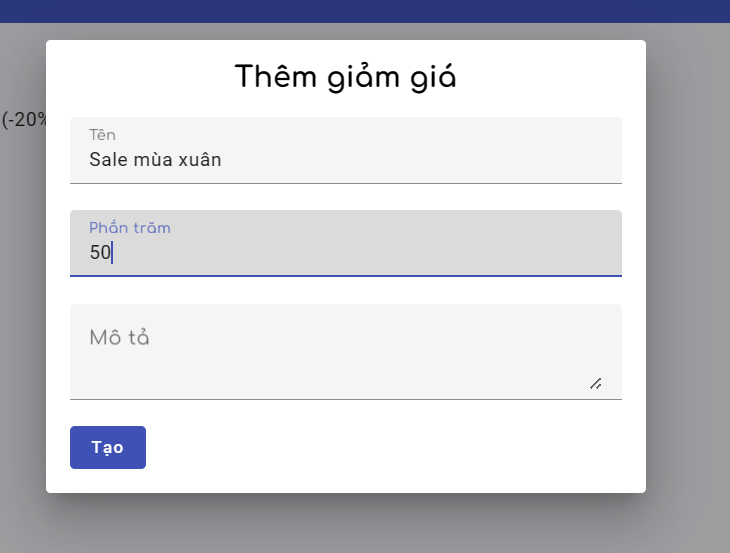 Thêm giảm giá
(-20%
Tên
Sale mùa xuân
Phần trăm
50
Mô tả
Tạo